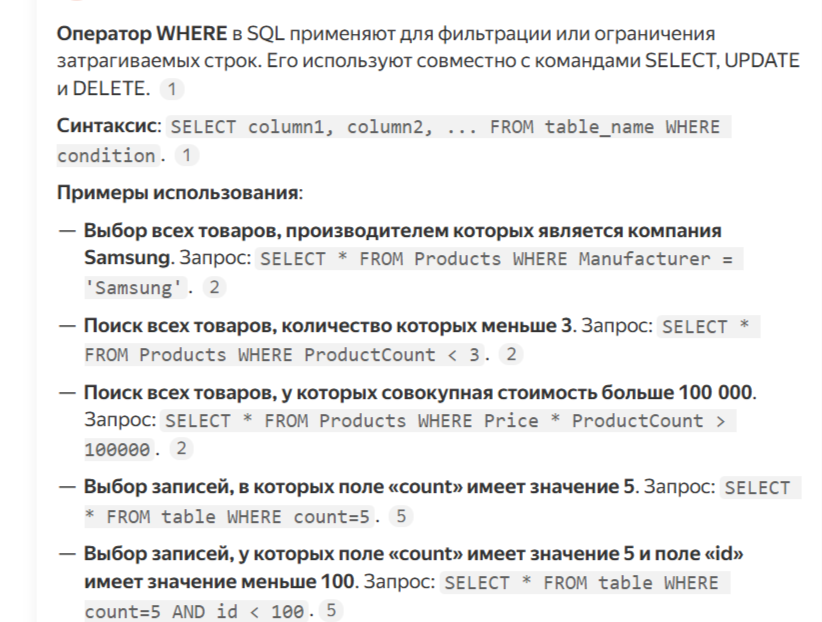 Оператор WHERE в SQL применяют для фильтрации или ограничения
затрагиваемых строк. Его используют совместно с командами SELECT, UPDATE
и DELETE. 1
Синтаксис: SELECT column1, column2, ... FROM table_name WHERE
condition. 1
Примеры использования:
— Выбор всех товаров, производителем которых является компания
Samsung. Запрос: SELECT * FROM Products WHERE Manufacturer =
'Samsung'. 2
— Поиск всех товаров, количество которых меньше 3. Запрос: SELECT *
FROM Products WHERE ProductCount < 3. 2
— Поиск всех товаров, у которых совокупная стоимость больше 100 000.
Запрос: SELECT * FROM Products WHERE Price * ProductCount >
100000. 2
— Выбор записей, в которых поле «count» имеет значение 5. Запрос: SELECT
* FROM table WHERE count=5. 5
— Выбор записей, у которых поле «count» имеет значение 5 и поле «id»
имеет значение меньше 100. Запрос: SELECT * FROM table WHERE
count=5 AND id < 100. 5